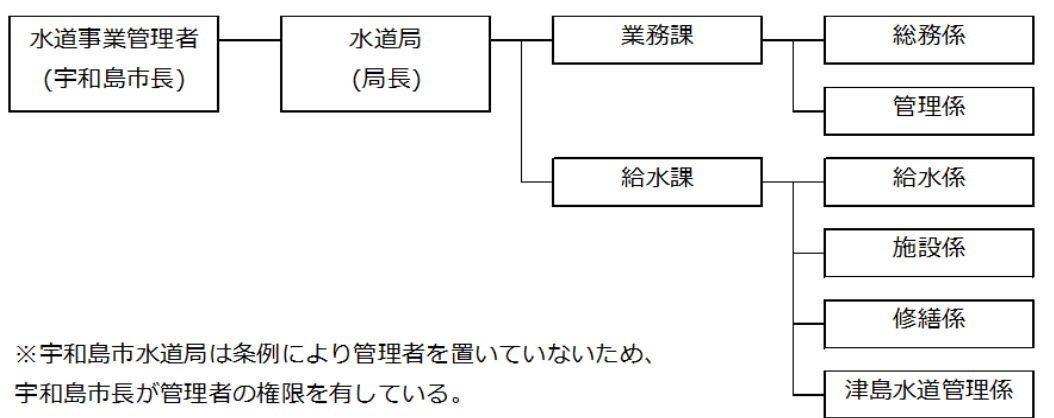 水道事業管理者
(宇和島市長)
水道局
(局長)
業務課
総務係
管理係
給水課
給水係
施設係
修繕係
津島水道管理係
※宇和島市水道局は条例により管理者を置いていないため、
宇和島市長が管理者の権限を有している。